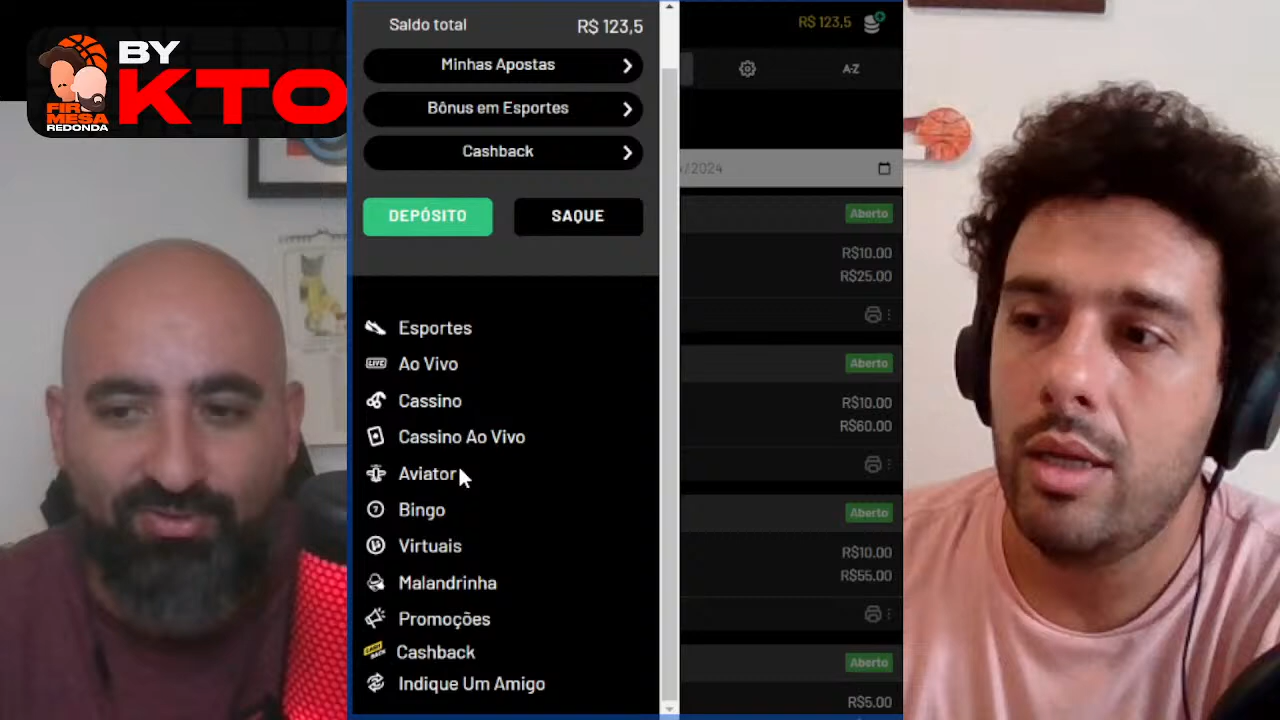 BY
KTO
FIR
MESA
REDONDA
Saldo total R$ 123,5
Minhas Apostas
Bônus em Esportes
Cashback
DEPÓSITO SAQUE
Esportes
Ao Vivo
Cassino
Cassino Ao Vivo
Aviator
Bingo
Virtuais
Malandrinha
Promoções
Cashback
Indique Um Amigo
R$ 123,5
A-Z
/2024
Aberto
R$10.00
R$25.00
Aberto
R$10.00
R$60.00
Aberto
R$10.00
R$55.00
Aberto
R$5.00